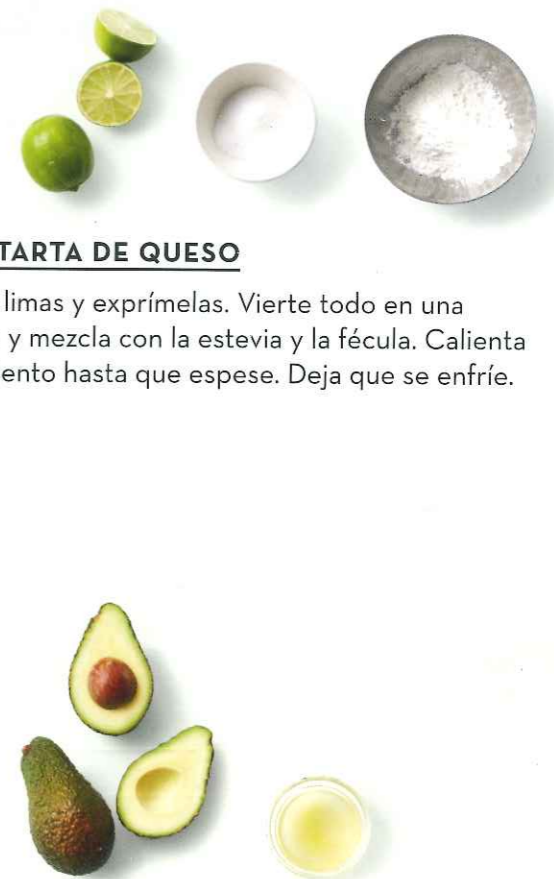 TARTA DE QUESO
limas y exprímelas. Vierte todo en una
y mezcla con la estevia y la fécula. Calienta
ento hasta que espese. Deja que se enfríe.